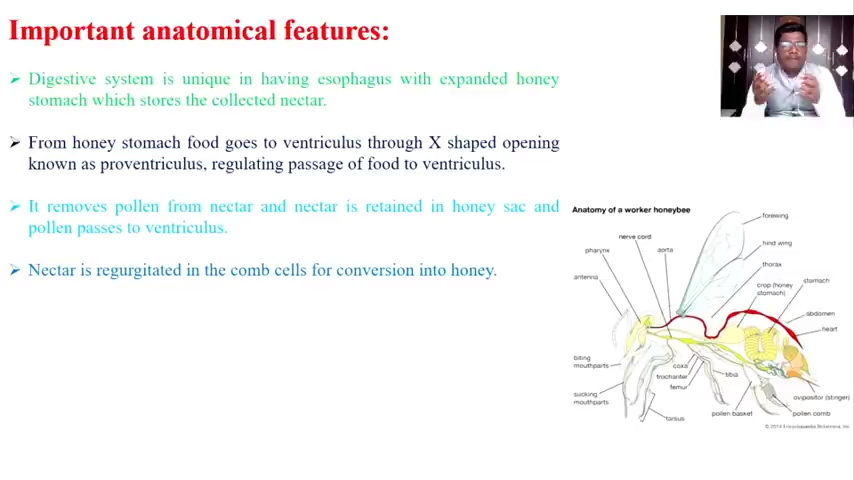 Important anatomical features:
➢ Digestive system is unique in having esophagus with expanded honey
stomach which stores the collected nectar.
➢ From honey stomach food goes to ventriculus through X shaped opening
known as proventriculus, regulating passage of food to ventriculus.
➢ It removes pollen from nectar and nectar is retained in honey sac and
pollen passes to ventriculus.
➢ Nectar is regurgitated in the comb cells for conversion into honey.
Anatomy of a worker honeybee
forewing
nerve cord
hind wing
pharynx
aorta
thorax
antenna
crop (honey
stomach)
stomach
abdomen
heart
biting
mouthparts
coxa
trochanter
femur
tibia
sucking
mouthparts
ovipositor (stinger)
tarsus
pollen basket
pollen comb
© 2014 Encyclopædia Britannica, Inc.